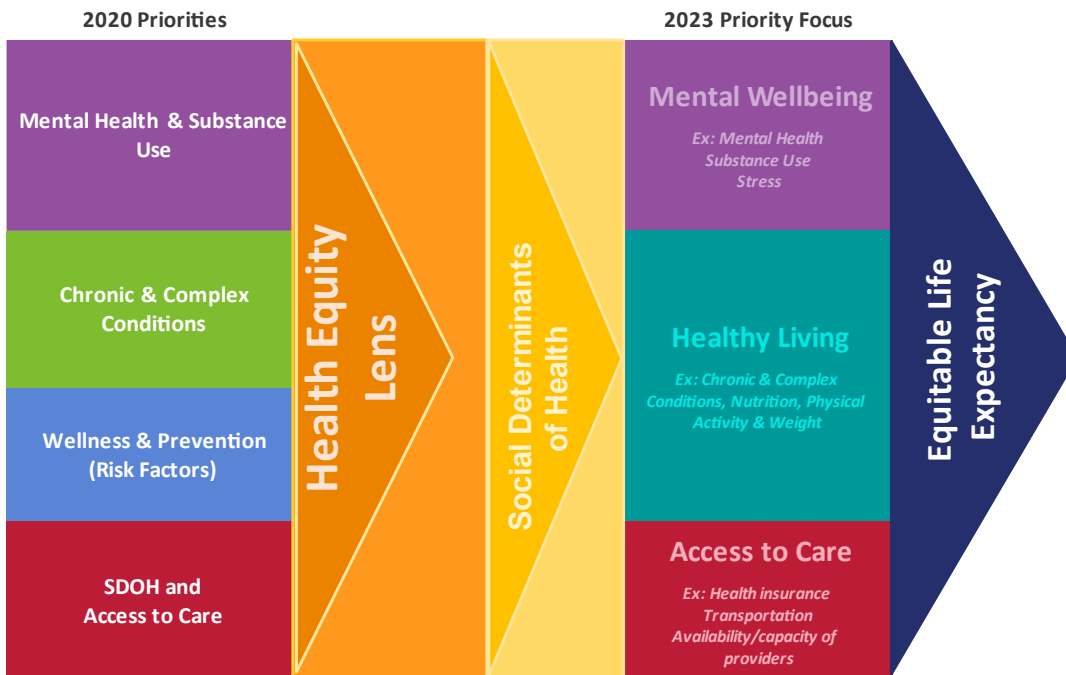 2020 Priorities
2023 Priority Focus
Mental Health & Substance
Use
Chronic & Complex
Conditions
Wellness & Prevention
(Risk Factors)
SDOH and
Access to Care
Health Equity
Lens
Social Determinants
of Health
Mental Wellbeing
Ex: Mental Health
Substance Use
Stress
Healthy Living
Ex: Chronic & Complex
Conditions, Nutrition, Physical
Activity & Weight
Access to Care
Ex: Health insurance
Transportation
Availability/capacity of
providers
Equitable Life
Expectancy